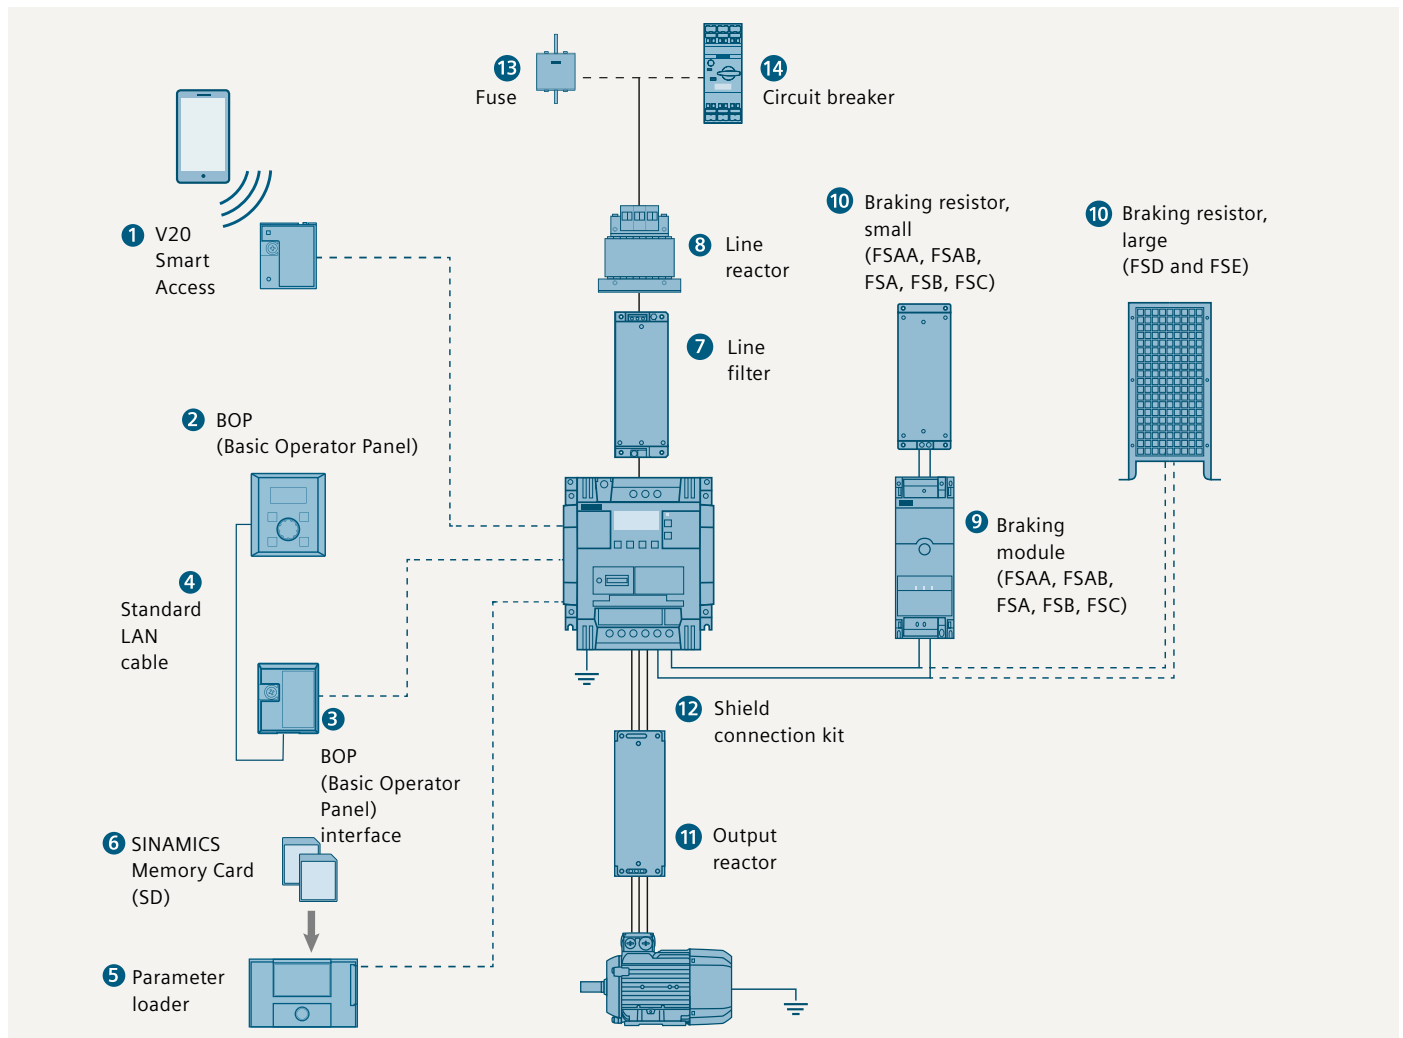 13
Fuse
14
Circuit breaker
1 V20
Smart
Access
8 Line
reactor
10 Braking resistor,
small
(FSAA, FSAB,
FSA, FSB, FSC)
10 Braking resistor,
large
(FSD and FSE)
7 Line
filter
2 BOP
(Basic Operator Panel)
9 Braking
module
(FSAA, FSAB,
FSA, FSB, FSC)
4
Standard
LAN
cable
3
BOP
(Basic Operator
Panel)
interface
12 Shield
connection kit
11 Output
reactor
6 SINAMICS
Memory Card
(SD)
5 Parameter
loader